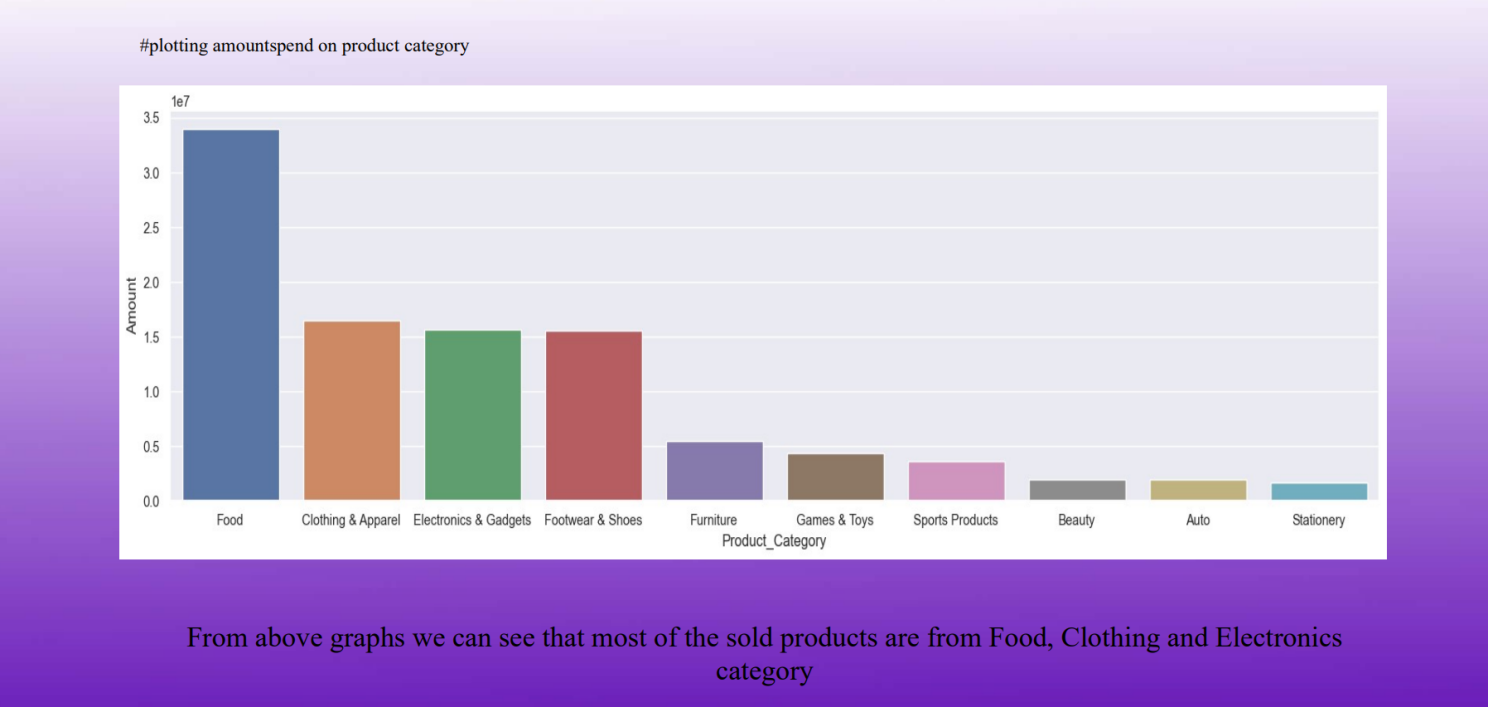 #plotting amountspend on product category
1e7
3.5
3.0
2.5
2.0
1.5
1.0
0.5
0.0
Amount
Food Clothing & Apparel Electronics & Gadgets Footwear & Shoes Furniture Games & Toys Sports Products Beauty Auto Stationery
Product_Category
From above graphs we can see that most of the sold products are from Food, Clothing and Electronics
category